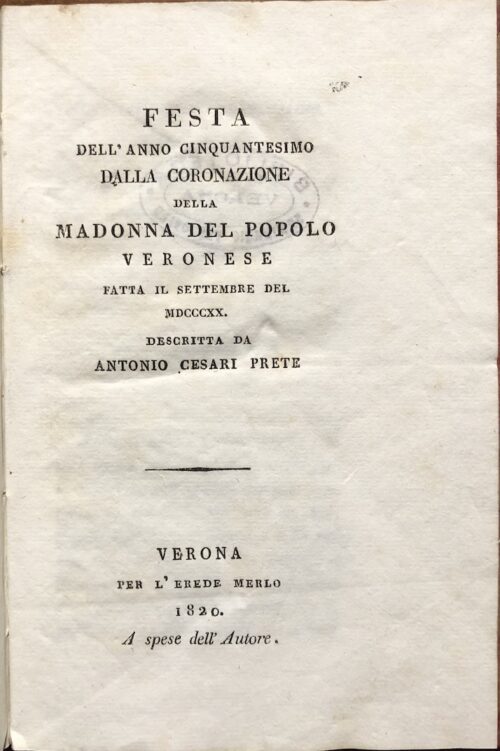 FESTA
DELL' ANNO CINQUANTESIMO
DALLA CORONAZIONE
DELLA
MADONNA DEL POPOLO
VERONESE
FATTA IL SETTEMBRE DEL
MDCCCXX.
DESCRITTA DA
ANTONIO CESARI PRETE
VERONA
PER L' EREDE MERLO
1820.
A spese dell' Autore.